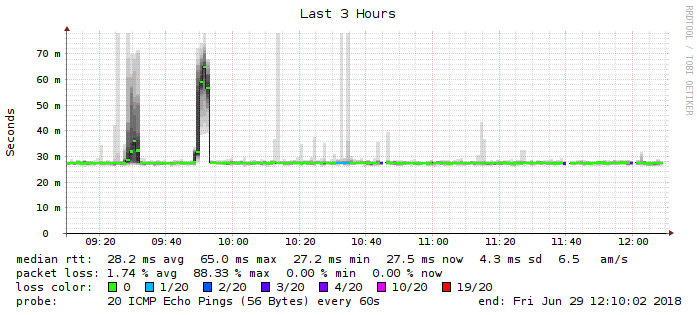 Last 3 Hours
RRDTOOL / TOBI OETIKER
Seconds
70 m
60 m
50 m
40 m
30 m
20 m
10 m
0
09:20 09:40 10:00 10:20 10:40 11:00 11:20 11:40 12:00
median rtt: 28.2 ms avg 65.0 ms max 27.2 ms min 27.5 ms now 4.3 ms sd 6.5 am/s
packet loss: 1.74 % avg 88.33 % max 0.00 % min 0.00 % now
loss color: 0 1/20 2/20 3/20 4/20 10/20 19/20
probe: 20 ICMP Echo Pings (56 Bytes) every 60s end: Fri Jun 29 12:10:02 2018